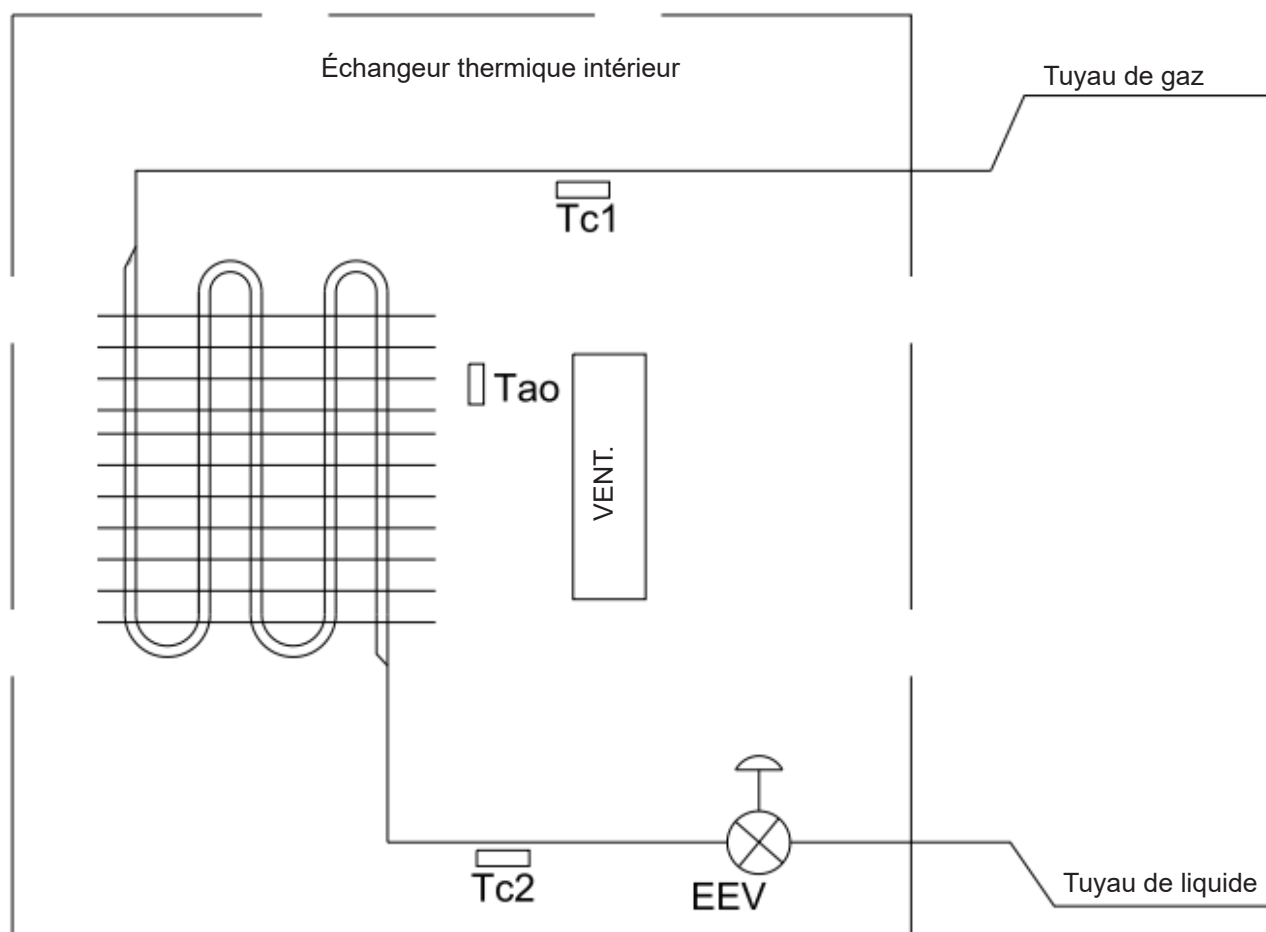 Échangeur thermique intérieur
Tuyau de gaz
Tc1
Tao
VENT.
Tc2
EEV
Tuyau de liquide